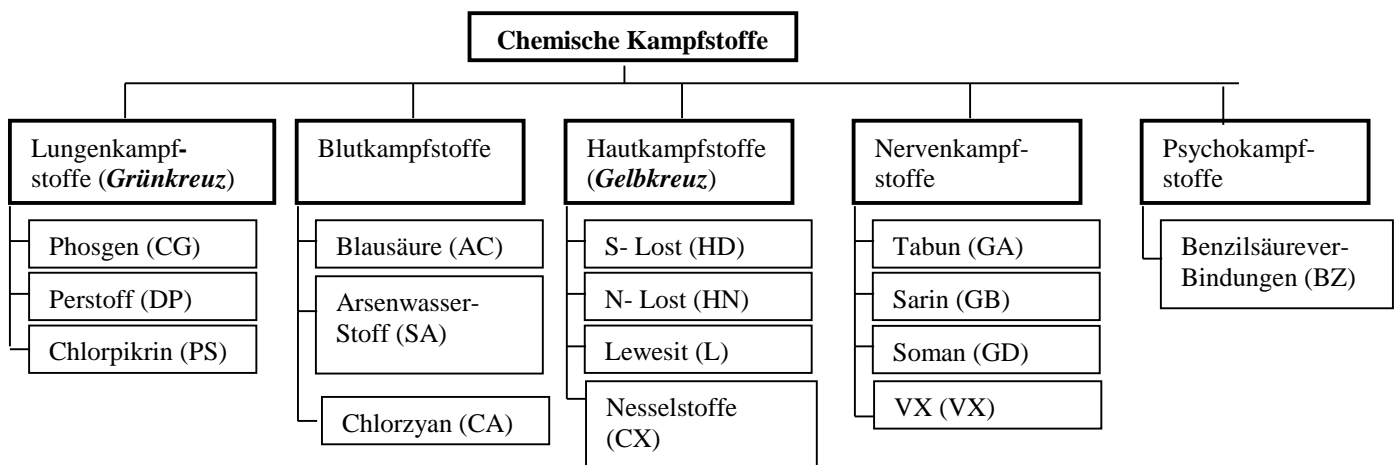 Chemische Kampfstoffe
Lungenkampf-
stoffe (Grünkreuz)
Phosgen (CG)
Perstoff (DP)
Chlorpikrin (PS)
Blutkampfstoffe
Blausäure (AC)
Arsenwasser-
Stoff (SA)
Chlorzyan (CA)
Hautkampfstoffe
(Gelbkreuz)
S- Lost (HD)
N- Lost (HN)
Lewesit (L)
Nesselstoffe
(CX)
Nervenkampf-
stoffe
Tabun (GA)
Sarin (GB)
Soman (GD)
VX (VX)
Psychokampf-
stoffe
Benzilsäurever-
Bindungen (BZ)